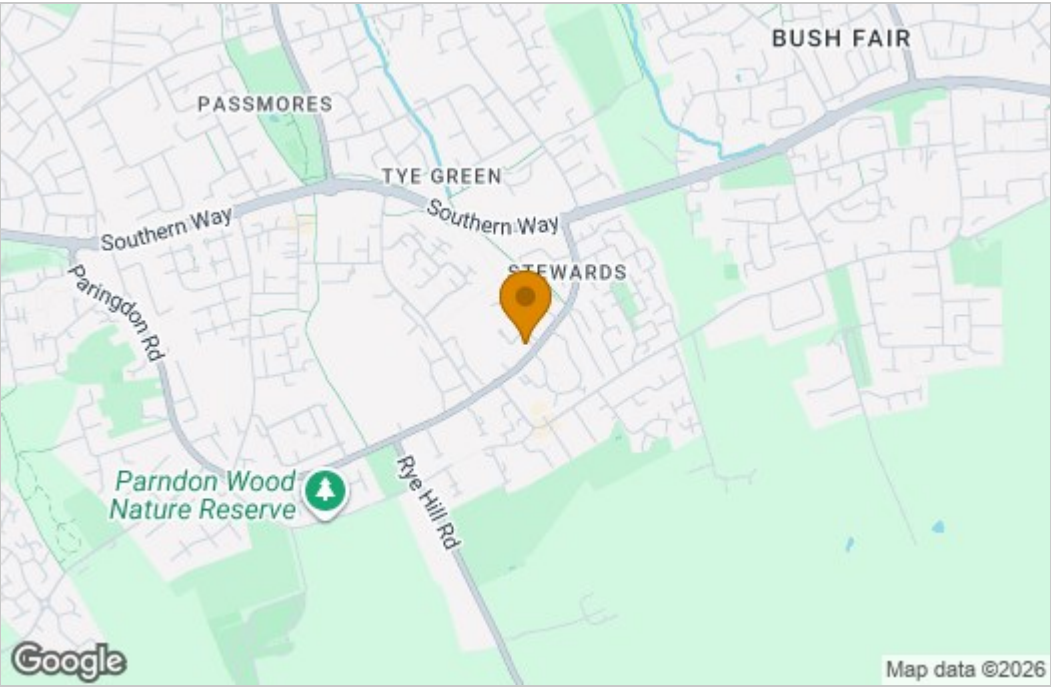 BUSH FAIR
PASSMORES
TYE GREEN
Southern Way
Southern Way
STEWARDS
Paringdon Rd
Rye Hill Rd
Parndon Wood
Nature Reserve
Google
Map data ©2026